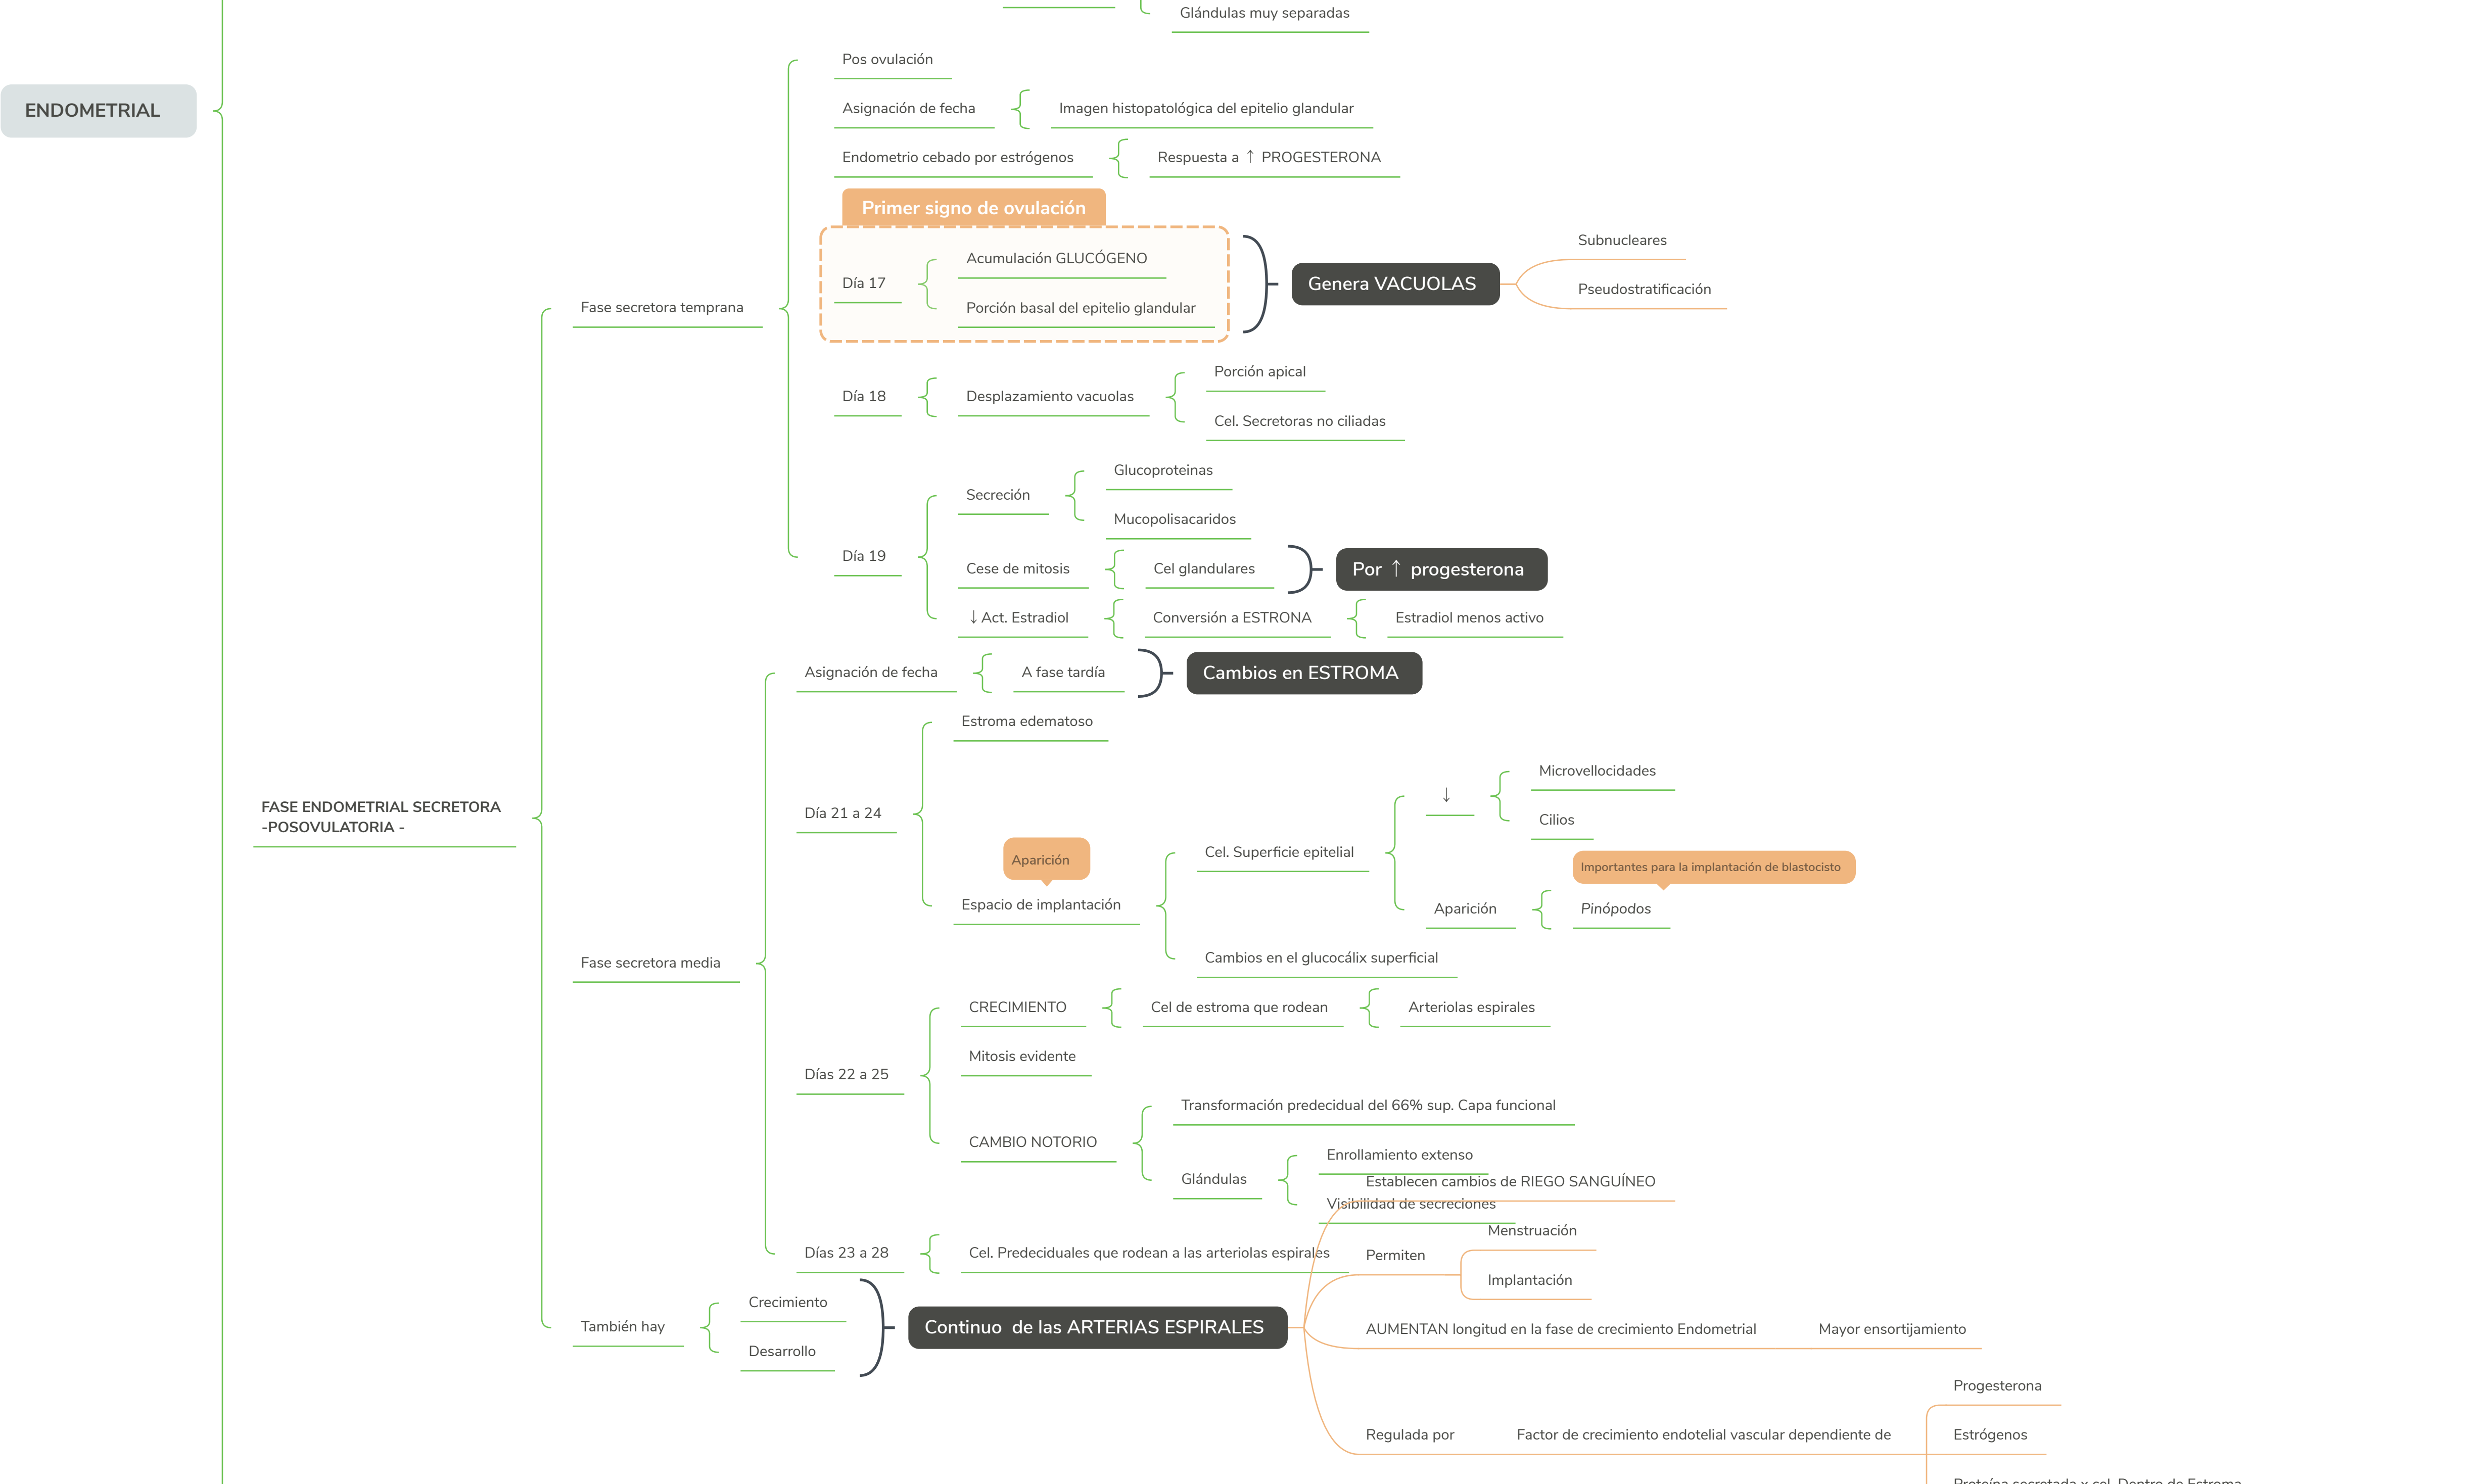 Glándulas muy separadas
ENDOMETRIAL
Pos ovulación
Asignación de fecha
Imagen histopatológica del epitelio glandular
Endometrio cebado por estrógenos
Respuesta a ↑ PROGESTERONA
Primer signo de ovulación
Fase secretora temprana
Día 17
Acumulación GLUCÓGENO
Porción basal del epitelio glandular
Genera VACUOLAS
Subnucleares
Pseudostratificación
Día 18
Desplazamiento vacuolas
Porción apical
Cel. Secretoras no ciliadas
Día 19
Secreción
Glucoproteinas
Mucopolisacaridos
Cese de mitosis
Cel glandulares
Por ↑ progesterona
↓ Act. Estradiol
Conversión a ESTRONA
Estradiol menos activo
FASE ENDOMETRIAL SECRETORA
-POSOVULATORIA -
Fase secretora media
Asignación de fecha
A fase tardía
Cambios en ESTROMA
Día 21 a 24
Estroma edematoso
Aparición
Espacio de implantación
Cel. Superficie epitelial
↓
Microvellocidades
Cilios
Aparición
Importantes para la implantación de blastocisto
Pinópodos
Cambios en el glucocálix superficial
Días 22 a 25
CRECIMIENTO
Cel de estroma que rodean
Arteriolas espirales
Mitosis evidente
CAMBIO NOTORIO
Transformación predecidual del 66% sup. Capa funcional
Glándulas
Enrollamiento extenso
Visibilidad de secreciones
Días 23 a 28
Cel. Predeciduales que rodean a las arteriolas espirales
También hay
Crecimiento
Desarrollo
Continuo de las ARTERIAS ESPIRALES
Establecen cambios de RIEGO SANGUÍNEO
Permiten
Menstruación
Implantación
AUMENTAN longitud en la fase de crecimiento Endometrial
Mayor ensortijamiento
Regulada por
Factor de crecimiento endotelial vascular dependiente de
Progesterona
Estrógenos
Proteína secretada x cel. Dentro de Estroma